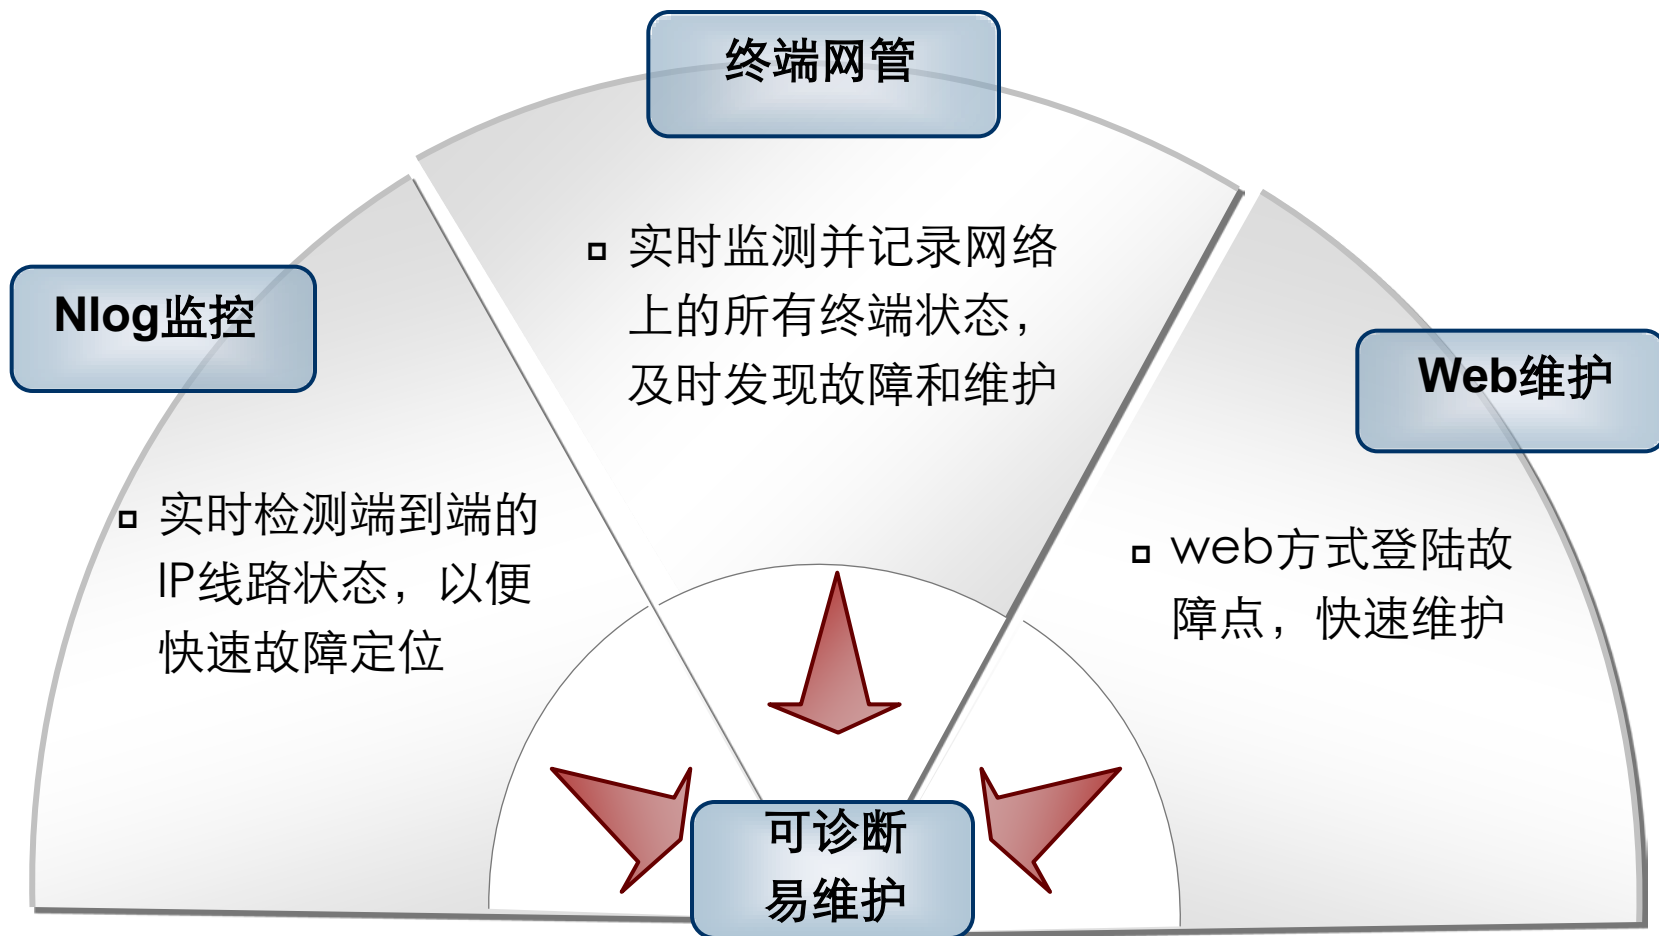 终端网管
实时监测并记录网络
上的所有终端状态，
及时发现故障和维护
Nlog监控
实时检测端到端的
IP线路状态，以便
快速故障定位
Web维护
web方式登陆故
障点，快速维护
可诊断
易维护